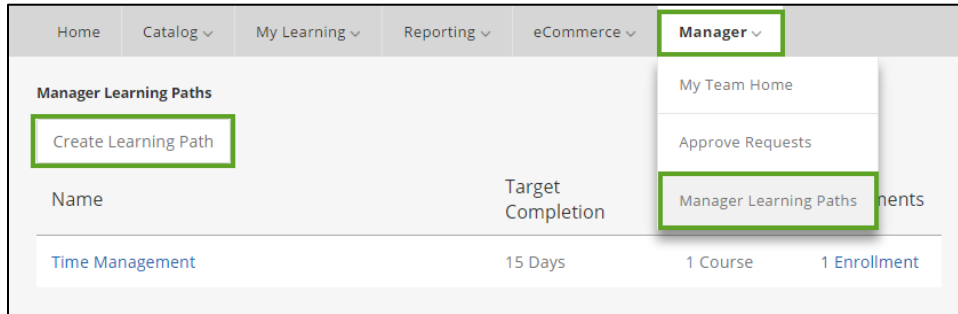 Home Catalog My Learning Reporting eCommerce Manager
Manager Learning Paths
My Team Home
Create Learning Path
Approve Requests
Name
Target
Completion
Manager Learning Paths
Time Management 15 Days 1 Course 1 Enrollment